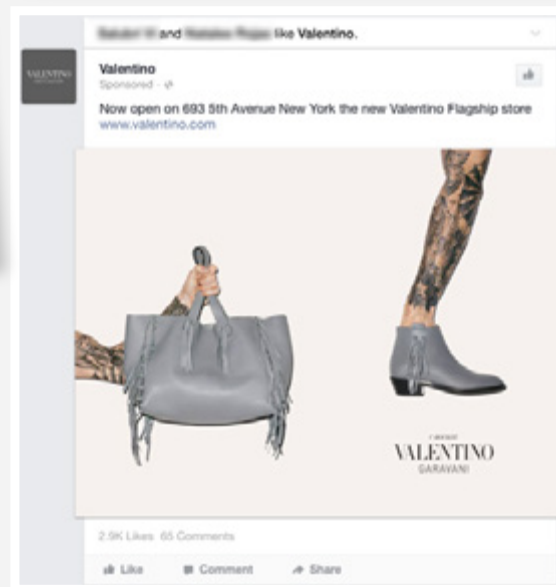 and like Valentino.
VALENTINO
Valentino
Sponsored ·
Now open on 693 5th Avenue New York the new Valentino Flagship store
www.valentino.com
VALENTINO
GARAVANI
2.9K Likes 65 Comments
Like Comment Share